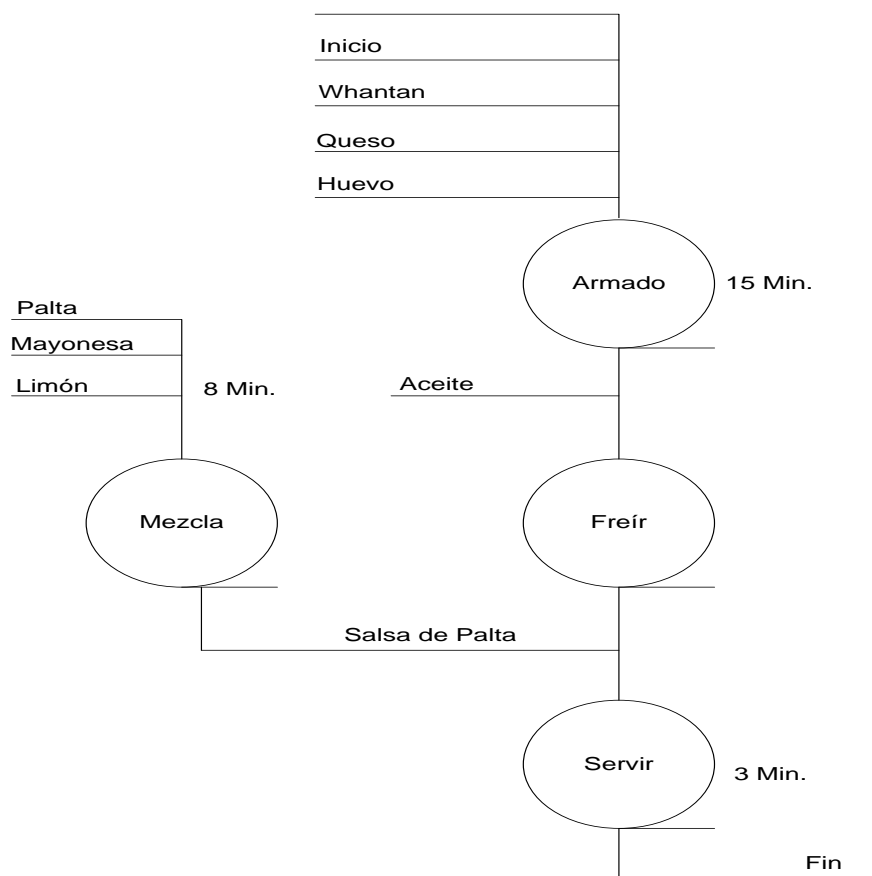 Inicio
Whantan
Queso
Huevo
Armado
15 Min.
Palta
Mayonesa
Limón
8 Min.
Aceite
Mezcla
Freír
Salsa de Palta
Servir
3 Min.
Fin